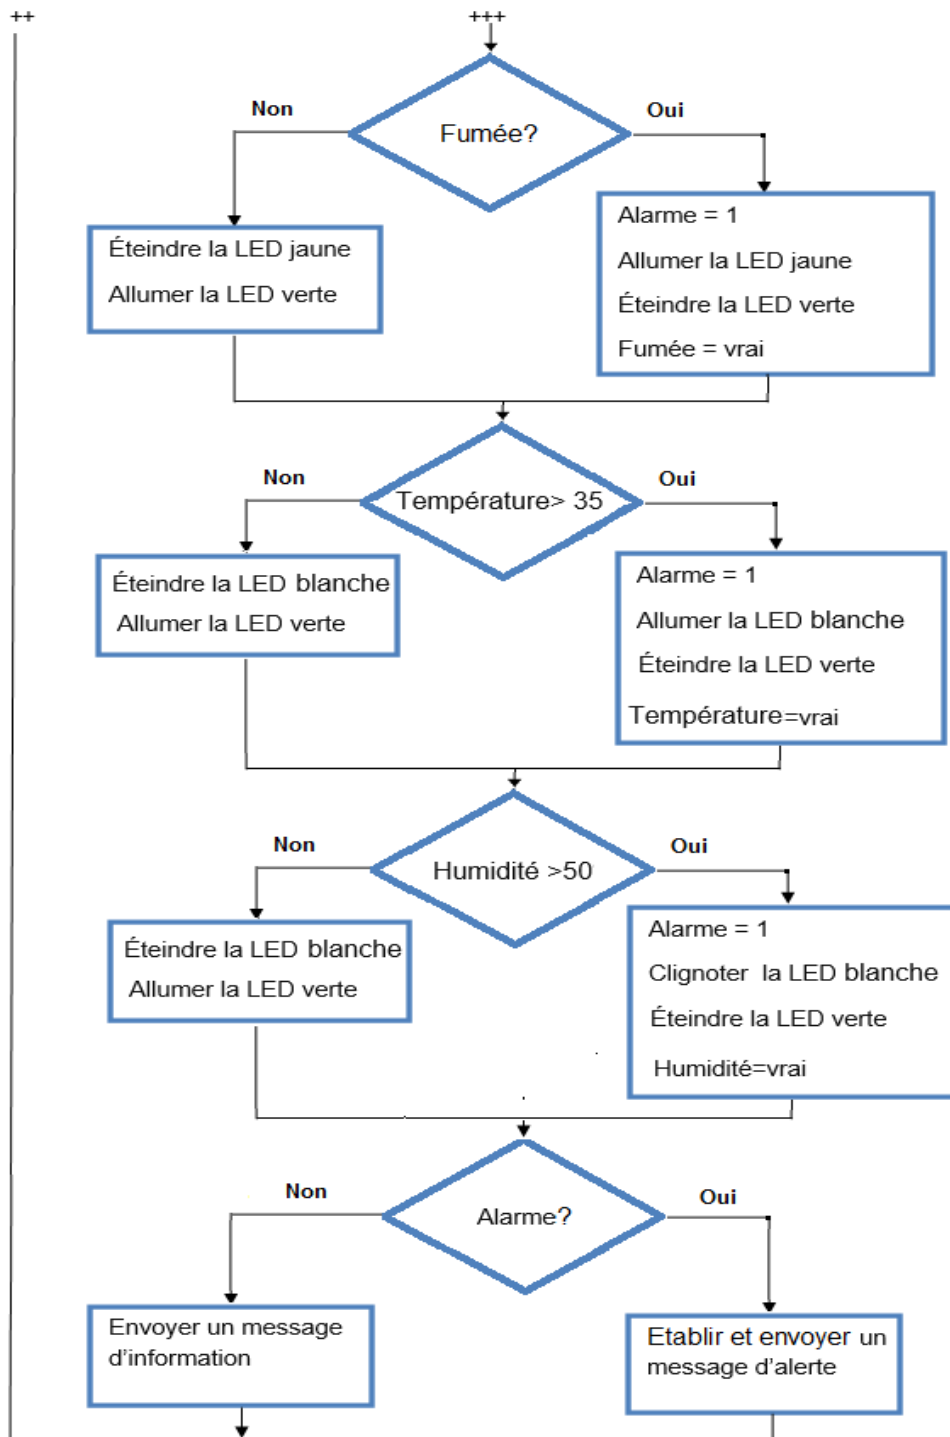 ++
+++
Fumée?
Non
Oui
Éteindre la LED jaune
Allumer la LED verte
Alarme = 1
Allumer la LED jaune
Éteindre la LED verte
Fumée = vrai
Température> 35
Non
Oui
Éteindre la LED blanche
Allumer la LED verte
Alarme = 1
Allumer la LED blanche
Éteindre la LED verte
Température=vrai
Humidité >50
Non
Oui
Éteindre la LED blanche
Allumer la LED verte
Alarme = 1
Clignoter la LED blanche
Éteindre la LED verte
Humidité=vrai
Alarme?
Non
Oui
Envoyer un message
d'information
Etablir et envoyer un
message d'alerte